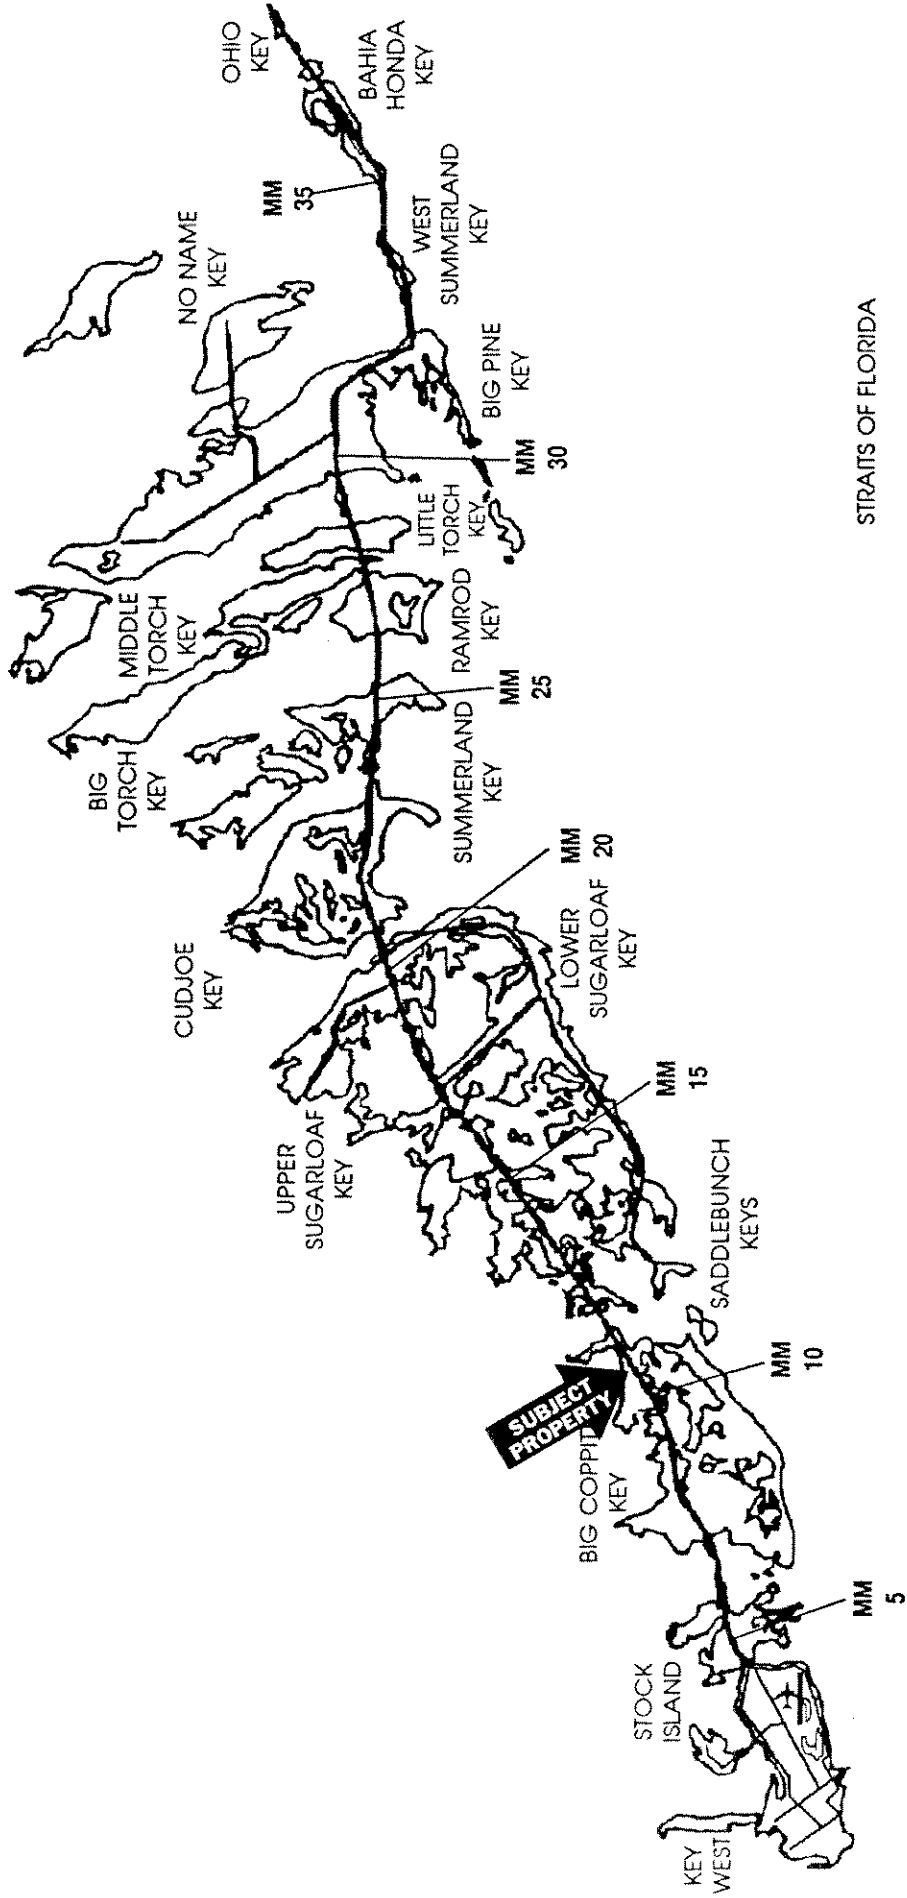 OHIO
KEY
BAHIA
HONDA
KEY
MM
35
WEST
SUMMERLAND
KEY
NO NAME
KEY
BIG PINE
KEY
MM
30
LITTLE
TORCH
KEY
MIDDLE
TORCH
KEY
RAMROD
KEY
MM
25
BIG
TORCH
KEY
SUMMERLAND
KEY
CUDJOE
KEY
MM
20
LOWER
SUGARLOAF
KEY
UPPER
SUGARLOAF
KEY
MM
15
SADDLEBUNCH
KEYS
SUBJECT
PROPERTY
MM
10
BIG COPPITT
KEY
MM
5
STOCK
ISLAND
KEY
WEST
STRAITS OF FLORIDA